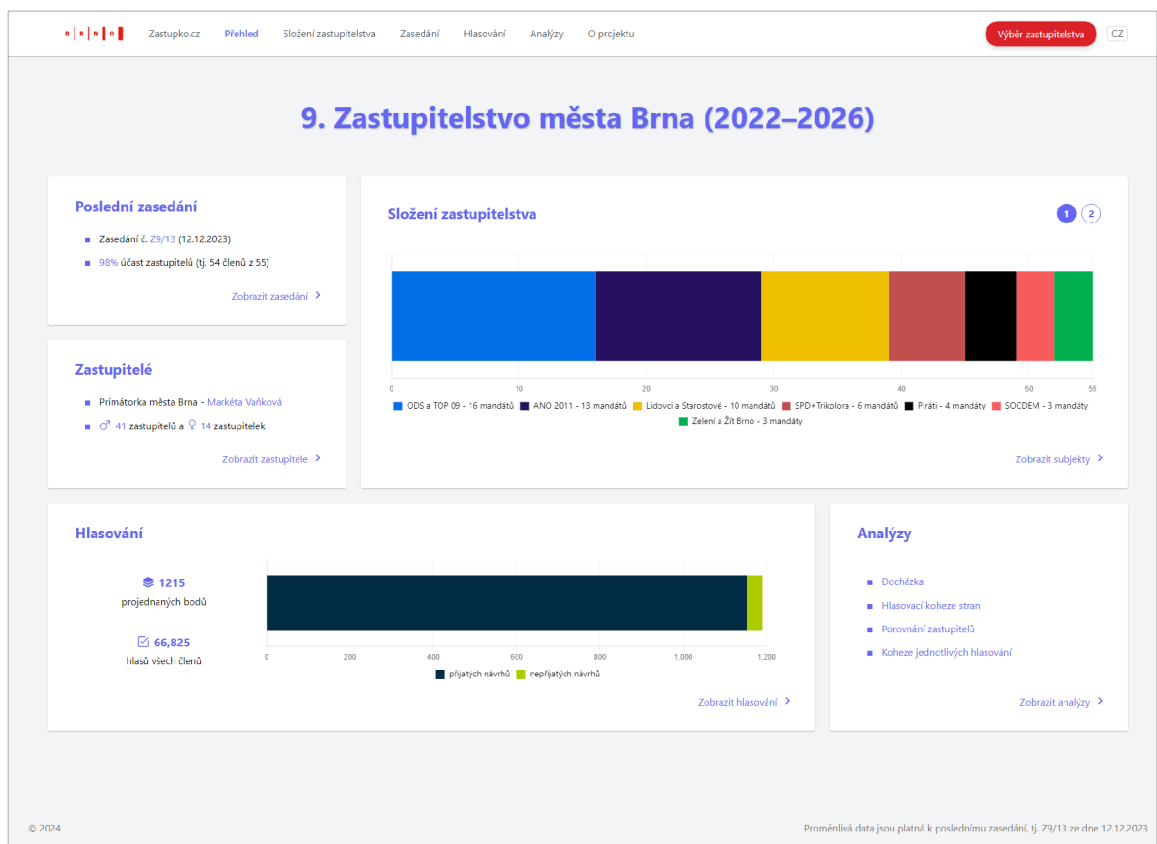 B R N O
Zastupko.cz Přehled Složení zastupitelstva Zasedání Hlasování Analýzy O projektu Výběr zastupitelstva CZ
9. Zastupitelstvo města Brna (2022–2026)
Poslední zasedání
Zasedání č. Z9/13 (12.12.2023)
98% účast zastupitelů (tj. 54 členů z 55)
Zobrazit zasedání
Zastupitelé
Primátorka města Brna - Markéta Vaňková
♂ 41 zastupitelů a ♀ 14 zastupitelek
Zobrazit zastupitele
Složení zastupitelstva
1 2
0 10 20 30 40 50 55
ODS a TOP 09 - 16 mandátů ANO 2011 - 13 mandátů Lidovci a Starostové - 10 mandátů SPD+Trikolora - 6 mandátů Piráti - 4 mandáty SOCDEM - 3 mandáty
Zelení a Žít Brno - 3 mandáty
Zobrazit subjekty
Hlasování
1215
projednaných bodů
66,825
hlasů všech členů
0 200 400 600 800 1,000 1,200
přijatých návrhů nepřijatých návrhů
Zobrazit hlasování
Analýzy
Docházka
Hlasovací koheze stran
Porovnání zastupitelů
Koheze jednotlivých hlasování
Zobrazit analýzy
© 2024
Proměnlivá data jsou platná k poslednímu zasedání, tj. Z9/13 ze dne 12.12.2023